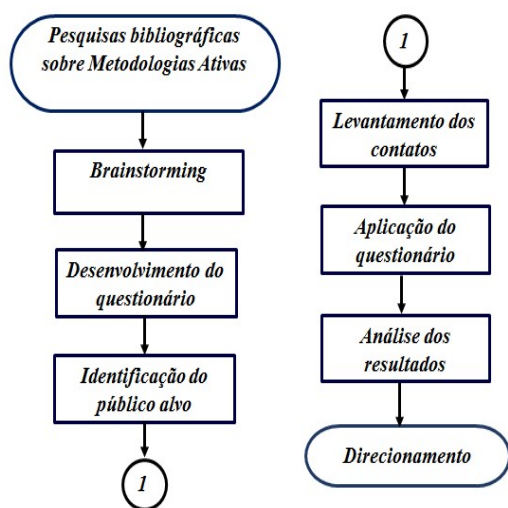 Pesquisas bibliográficas
sobre Metodologias Ativas
Brainstorming
Desenvolvimento do
questionário
Identificação do
público alvo
1
1
Levantamento dos
contatos
Aplicação do
questionário
Análise dos
resultados
Direcionamento